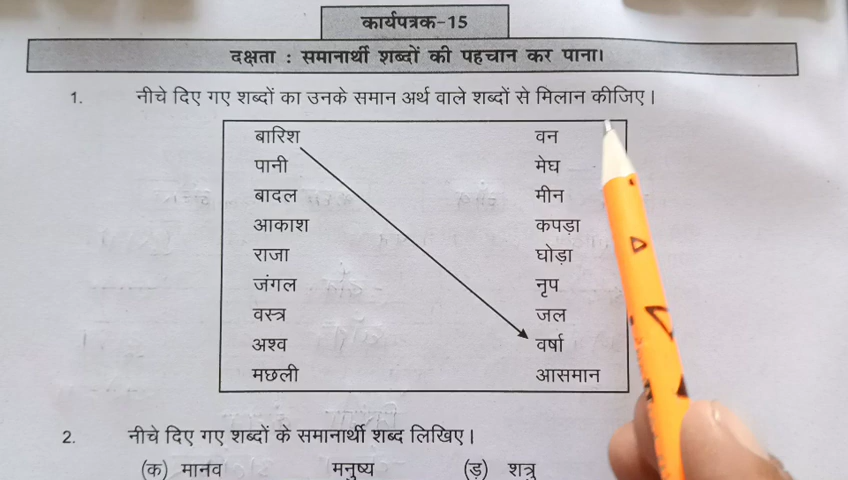 कार्यपत्रक-15
दक्षता : समानार्थी शब्दों की पहचान कर पाना।
1. नीचे दिए गए शब्दों का उनके समान अर्थ वाले शब्दों से मिलान कीजिए।
बारिश वन
पानी मेघ
बादल मीन
आकाश कपड़ा
राजा घोड़ा
जंगल नृप
वस्त्र जल
अश्व वर्षा
मछली आसमान
2. नीचे दिए गए शब्दों के समानार्थी शब्द लिखिए।
(क) मानव मनुष्य (ड़) शत्रु